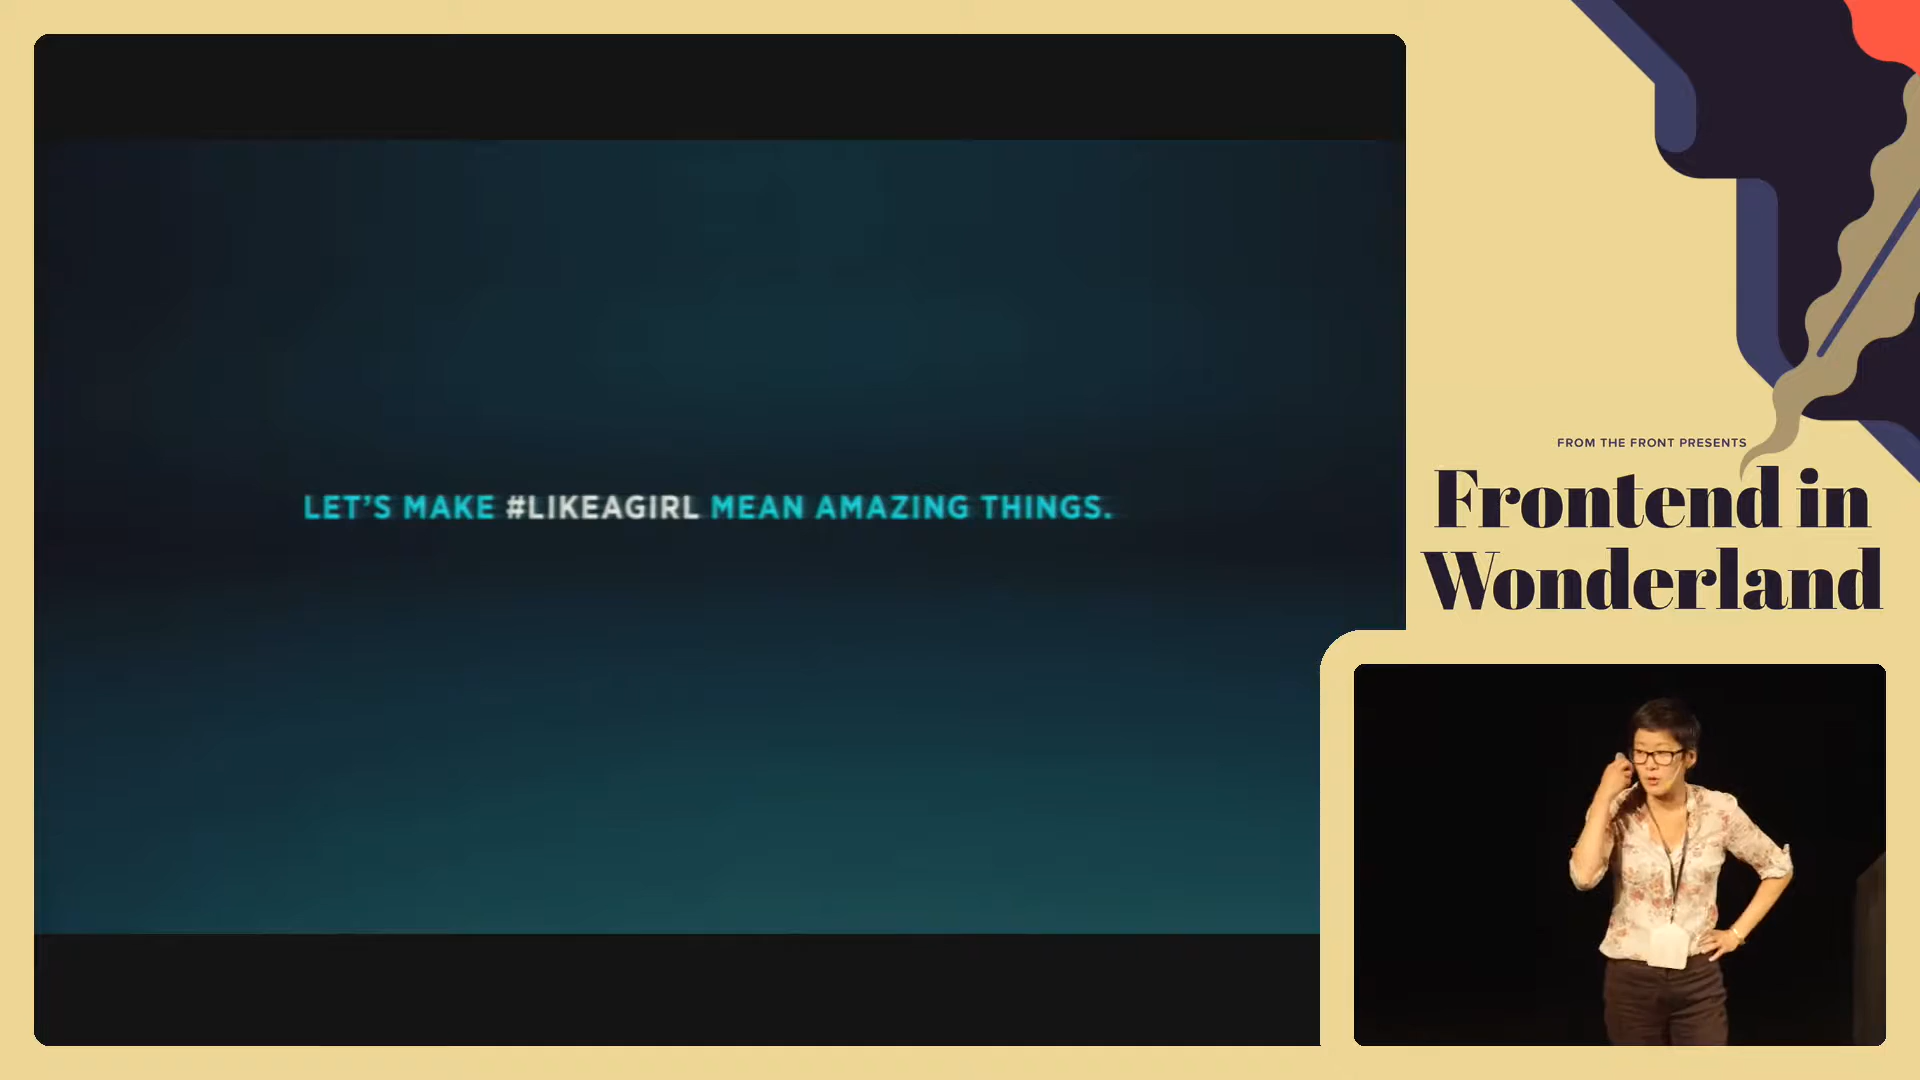 LET'S MAKE #LIKEAGIRL MEAN AMAZING THINGS.
FROM THE FRONT PRESENTS
Frontend in
Wonderland